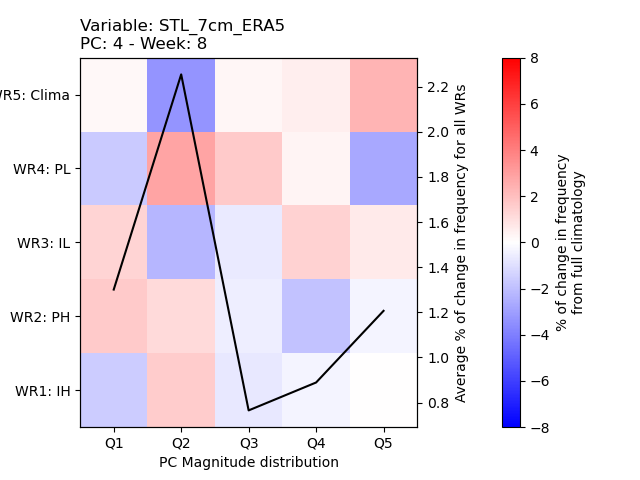 Variable: STL_7cm_ERA5
PC: 4 - Week: 8
WR5: Clima
WR4: PL
WR3: IL
WR2: PH
WR1: IH
Q1 Q2 Q3 Q4 Q5
PC Magnitude distribution
2.2
2.0
1.8
1.6
1.4
1.2
1.0
0.8
Average % of change in frequency for all WRs
8
6
4
2
0
−2
−4
−6
−8
% of change in frequency
from full climatology